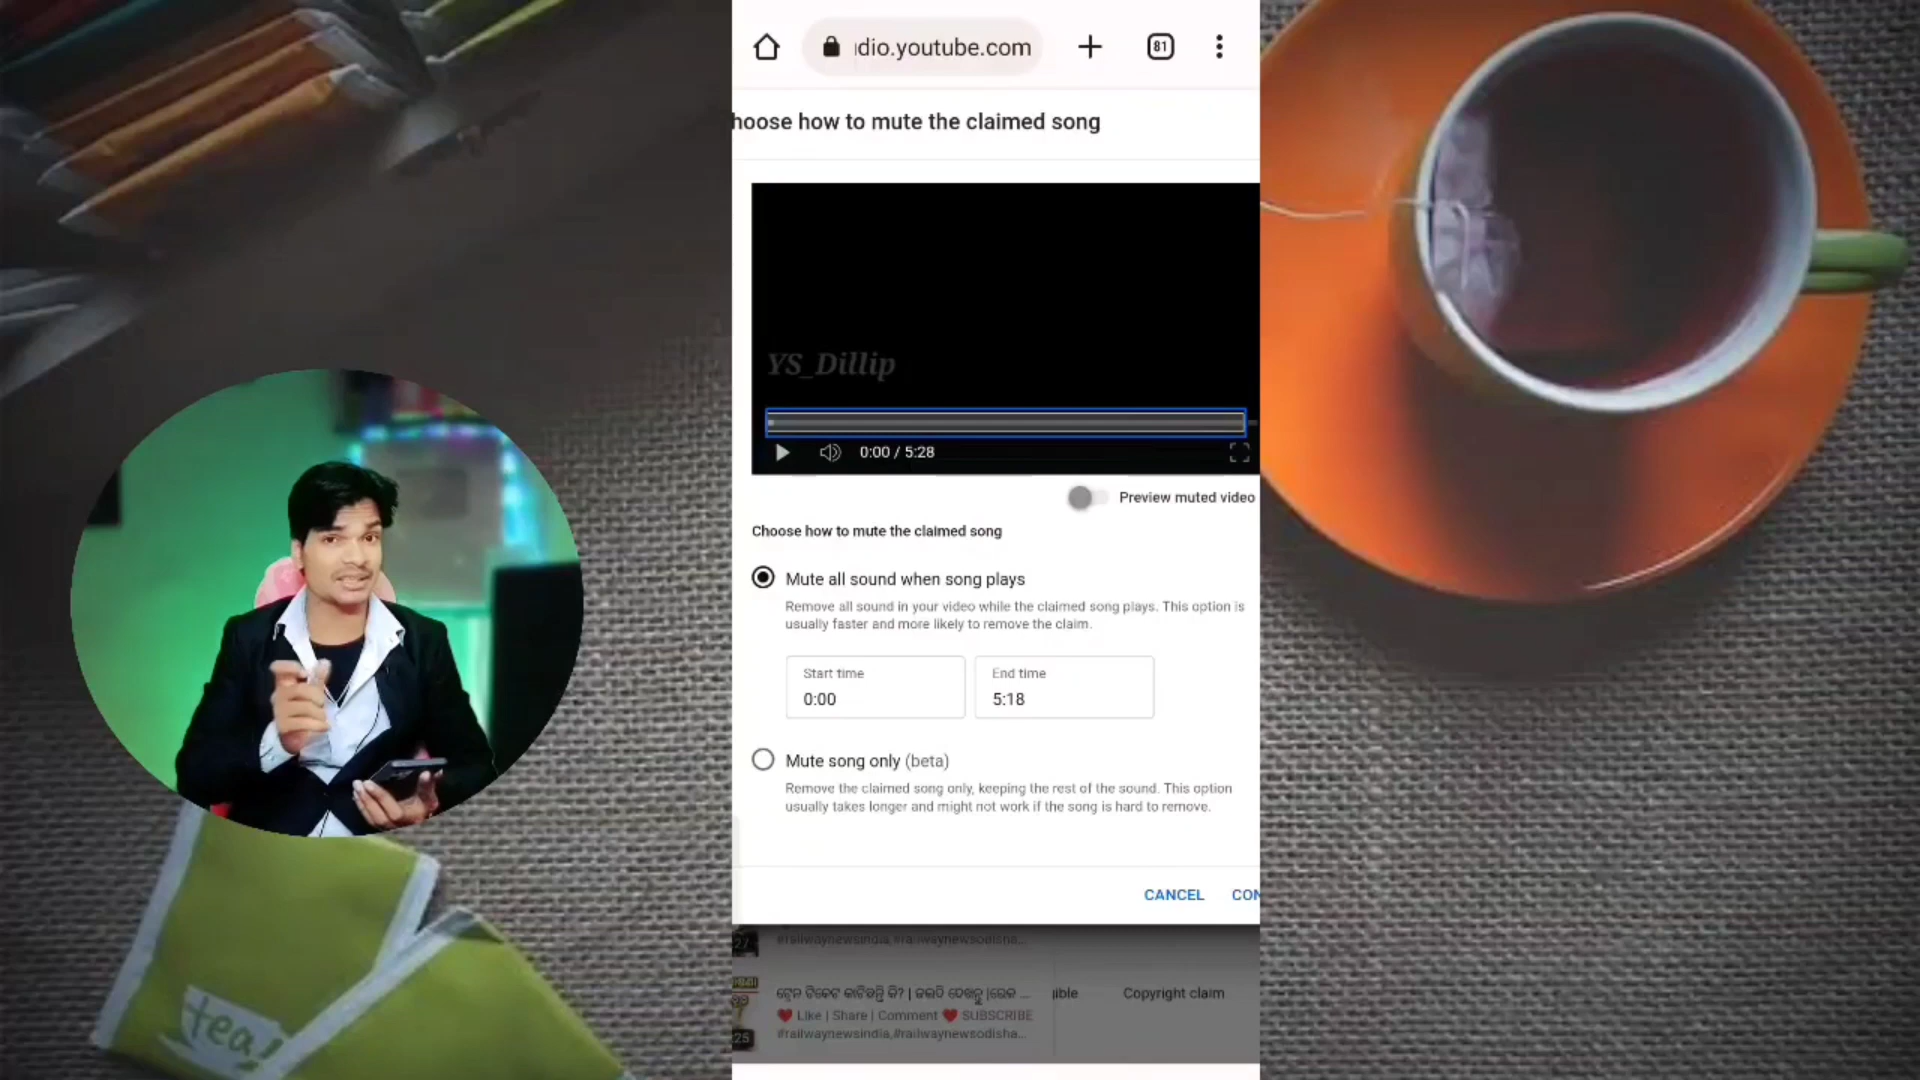 dio.youtube.com
81
hoose how to mute the claimed song
YS_Dillip
0:00 / 5:28
Preview muted video
Choose how to mute the claimed song
Mute all sound when song plays
Remove all sound in your video while the claimed song plays. This option is
usually faster and more likely to remove the claim.
Start time
0:00
End time
5:18
Mute song only (beta)
Remove the claimed song only, keeping the rest of the sound. This option
usually takes longer and might not work if the song is hard to remove.
CANCEL
CON
27
#railwaynewsindia,#railwaynewsodisha...
ଟ୍ରେନ ଟିକେଟ କାଟିଛନ୍ତି କି? | ଜଲଦି ଦେଖନ୍ତୁ |ରେଳ ...
ible
Copyright claim
❤️ Like | Share | Comment ❤️ SUBSCRIBE
25
#railwaynewsindia,#railwaynewsodisha...
tea